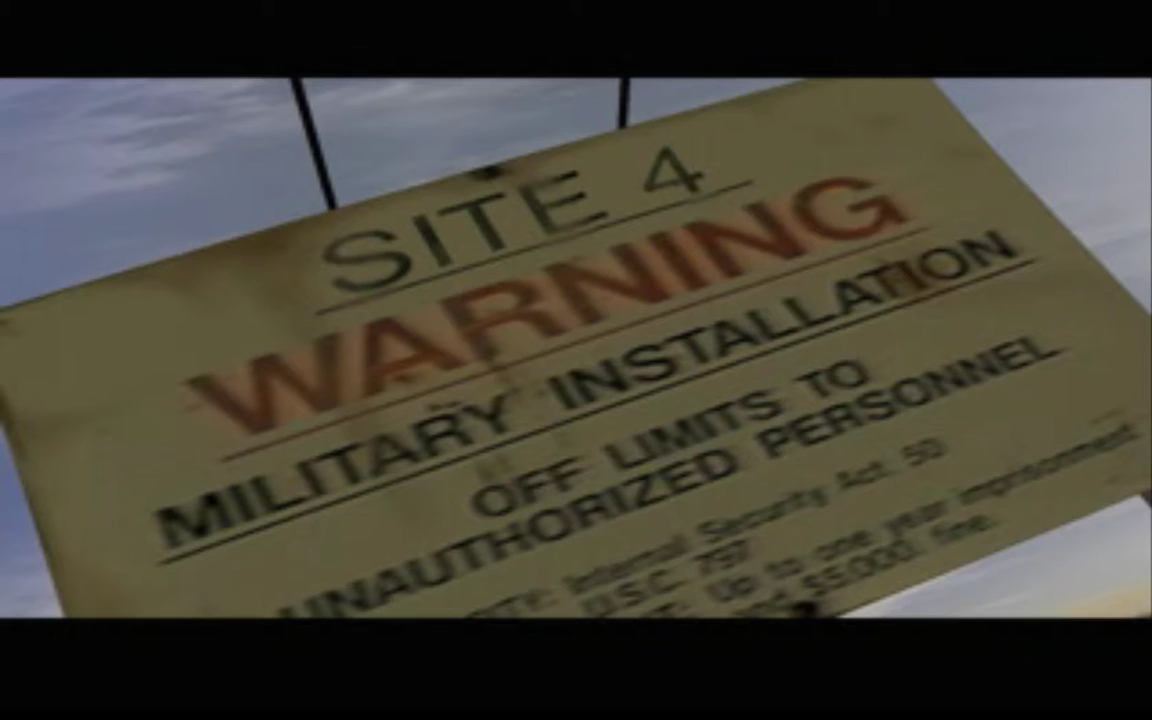 SITE 4
WARNING
MILITARY INSTALLATION
OFF LIMITS TO
UNAUTHORIZED PERSONNEL
Internal Security Act 50
U.S.C. 797
Up to one year imprisonment
and $5,000. fine.